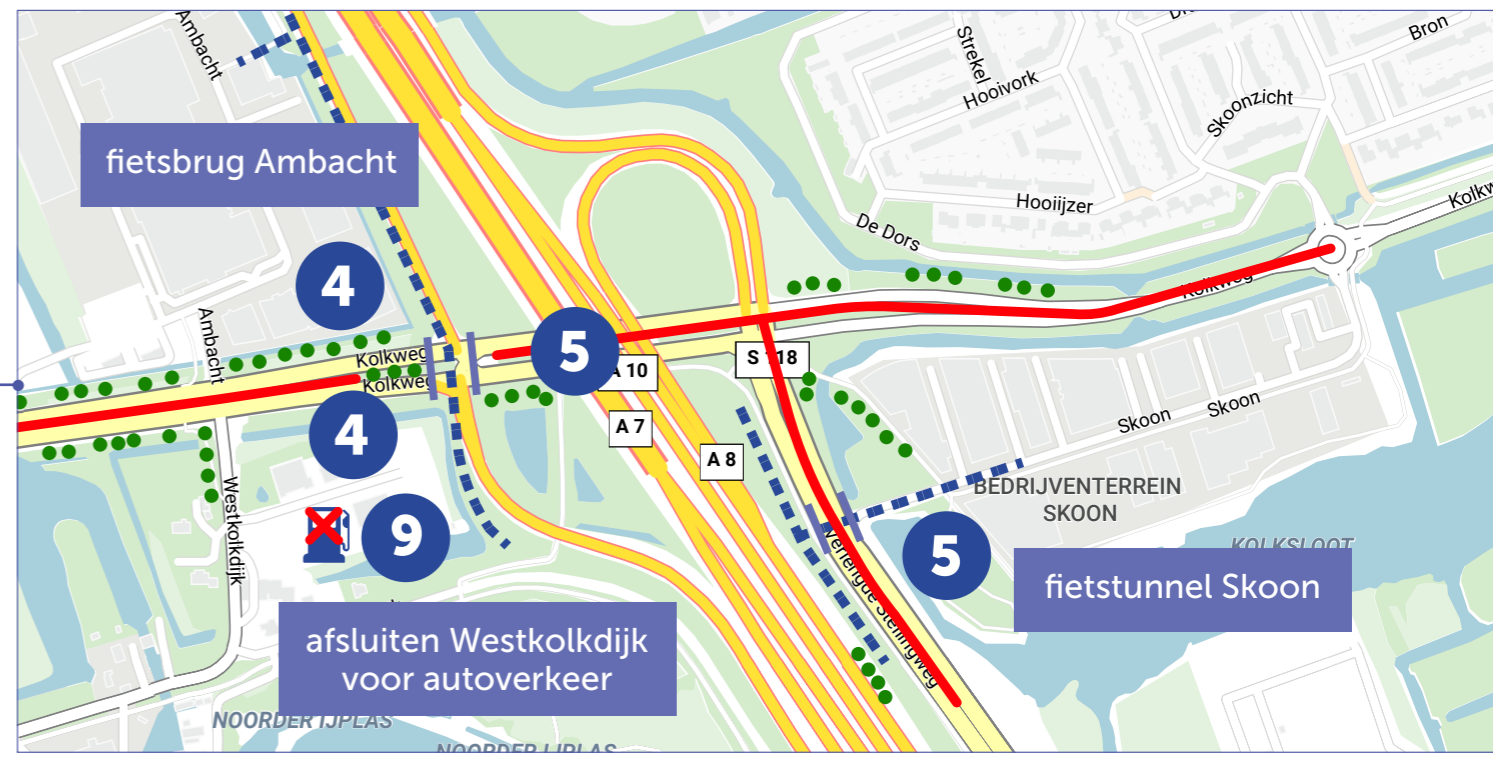 Ambacht
Strekel
Hooivork
Bron
Skoonzicht
fietsbrug Ambacht
Hooiijzer
De Dors
Kolkw
4
Ambacht
Kolkweg
5
Kolkweg
Kolkweg
A 10
S 118
4
A 7
A 8
Skoon
Skoon
Westkolkdijk
9
BEDRIJVENTERREIN
SKOON
5
KOLKSLOOT
Verlengde Stellingweg
fietstunnel Skoon
afsluiten Westkolkdijk
voor autoverkeer
NOORDER IJPLAS
NOORDER IJPLAS